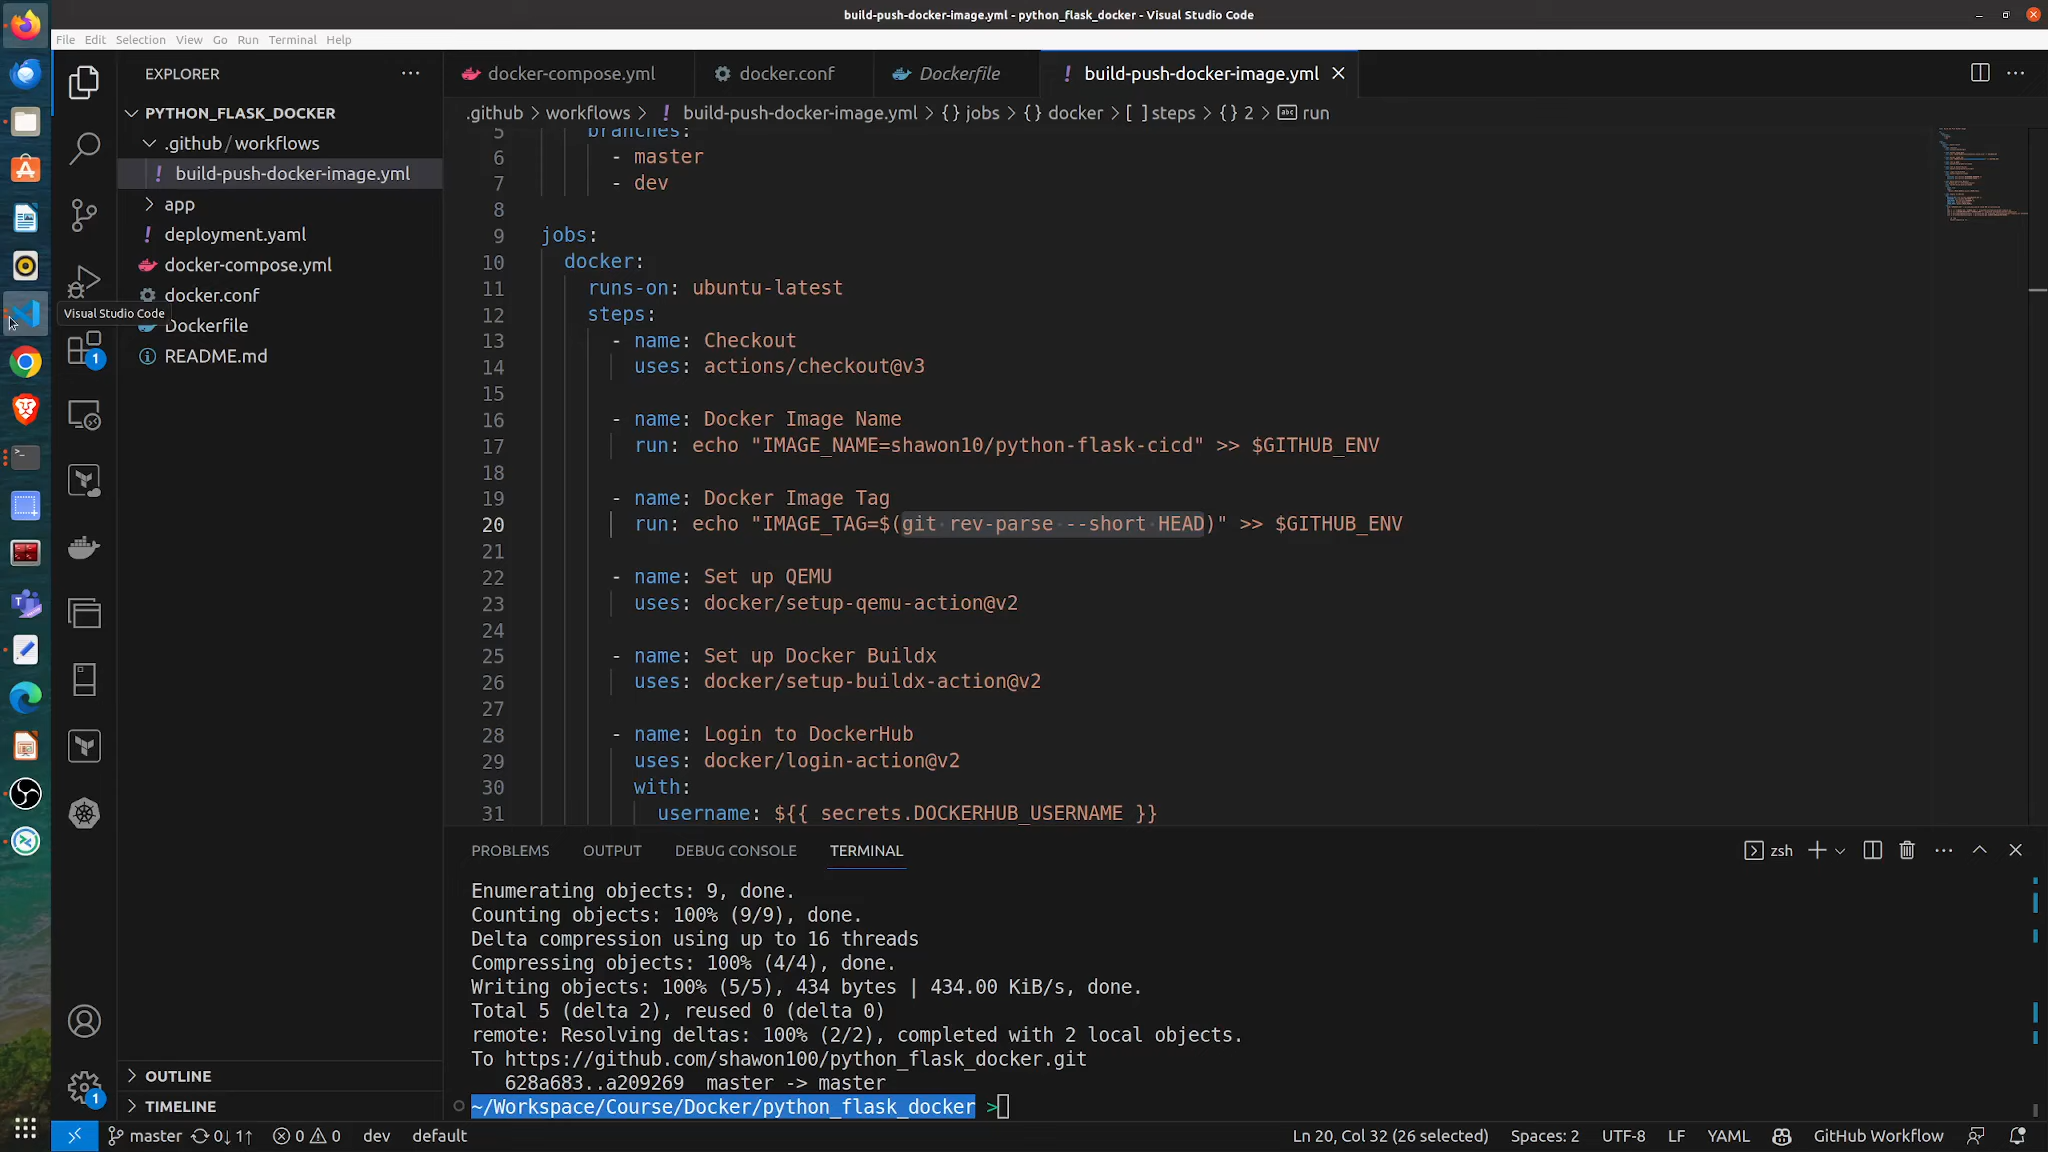 build-push-docker-image.yml - python_flask_docker - Visual Studio Code
File Edit Selection View Go Run Terminal Help
EXPLORER
PYTHON_FLASK_DOCKER
.github / workflows
build-push-docker-image.yml
app
deployment.yaml
docker-compose.yml
docker.conf
Dockerfile
README.md
Visual Studio Code
1
1
OUTLINE
TIMELINE
docker-compose.yml docker.conf Dockerfile build-push-docker-image.yml
.github > workflows > ! build-push-docker-image.yml > {} jobs > {} docker > [ ] steps > {} 2 > abc run
5 branches:
6 - master
7 - dev
8
9 jobs:
10 docker:
11 runs-on: ubuntu-latest
12 steps:
13 - name: Checkout
14 uses: actions/checkout@v3
15
16 - name: Docker Image Name
17 run: echo "IMAGE_NAME=shawon10/python-flask-cicd" >> $GITHUB_ENV
18
19 - name: Docker Image Tag
20 run: echo "IMAGE_TAG=$(git rev-parse --short HEAD)" >> $GITHUB_ENV
21
22 - name: Set up QEMU
23 uses: docker/setup-qemu-action@v2
24
25 - name: Set up Docker Buildx
26 uses: docker/setup-buildx-action@v2
27
28 - name: Login to DockerHub
29 uses: docker/login-action@v2
30 with:
31 username: ${{ secrets.DOCKERHUB_USERNAME }}
PROBLEMS OUTPUT DEBUG CONSOLE TERMINAL
zsh
Enumerating objects: 9, done.
Counting objects: 100% (9/9), done.
Delta compression using up to 16 threads
Compressing objects: 100% (4/4), done.
Writing objects: 100% (5/5), 434 bytes | 434.00 KiB/s, done.
Total 5 (delta 2), reused 0 (delta 0)
remote: Resolving deltas: 100% (2/2), completed with 2 local objects.
To https://github.com/shawon100/python_flask_docker.git
628a683..a209269 master -> master
~/Workspace/Course/Docker/python_flask_docker >
master 0↓ 1↑ 0 0 dev default
Ln 20, Col 32 (26 selected) Spaces: 2 UTF-8 LF YAML GitHub Workflow